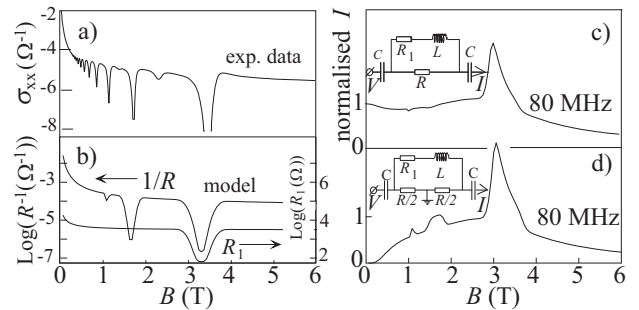 a)
exp. data
σxx (Ω⁻¹)
-4
-6
-8
b)
1/R
model
R₁
Log(R⁻¹(Ω⁻¹))
-3
-5
-7
Log(R₁(Ω))
6
4
2
0 1 2 3 4 5 6
B (T)
c)
normalised I
R₁ L
C C
V R I
80 MHz
1
0
d)
R₁ L
C C
V R/2 R/2 I
80 MHz
1
0
0 1 2 3 4 5 6
B (T)